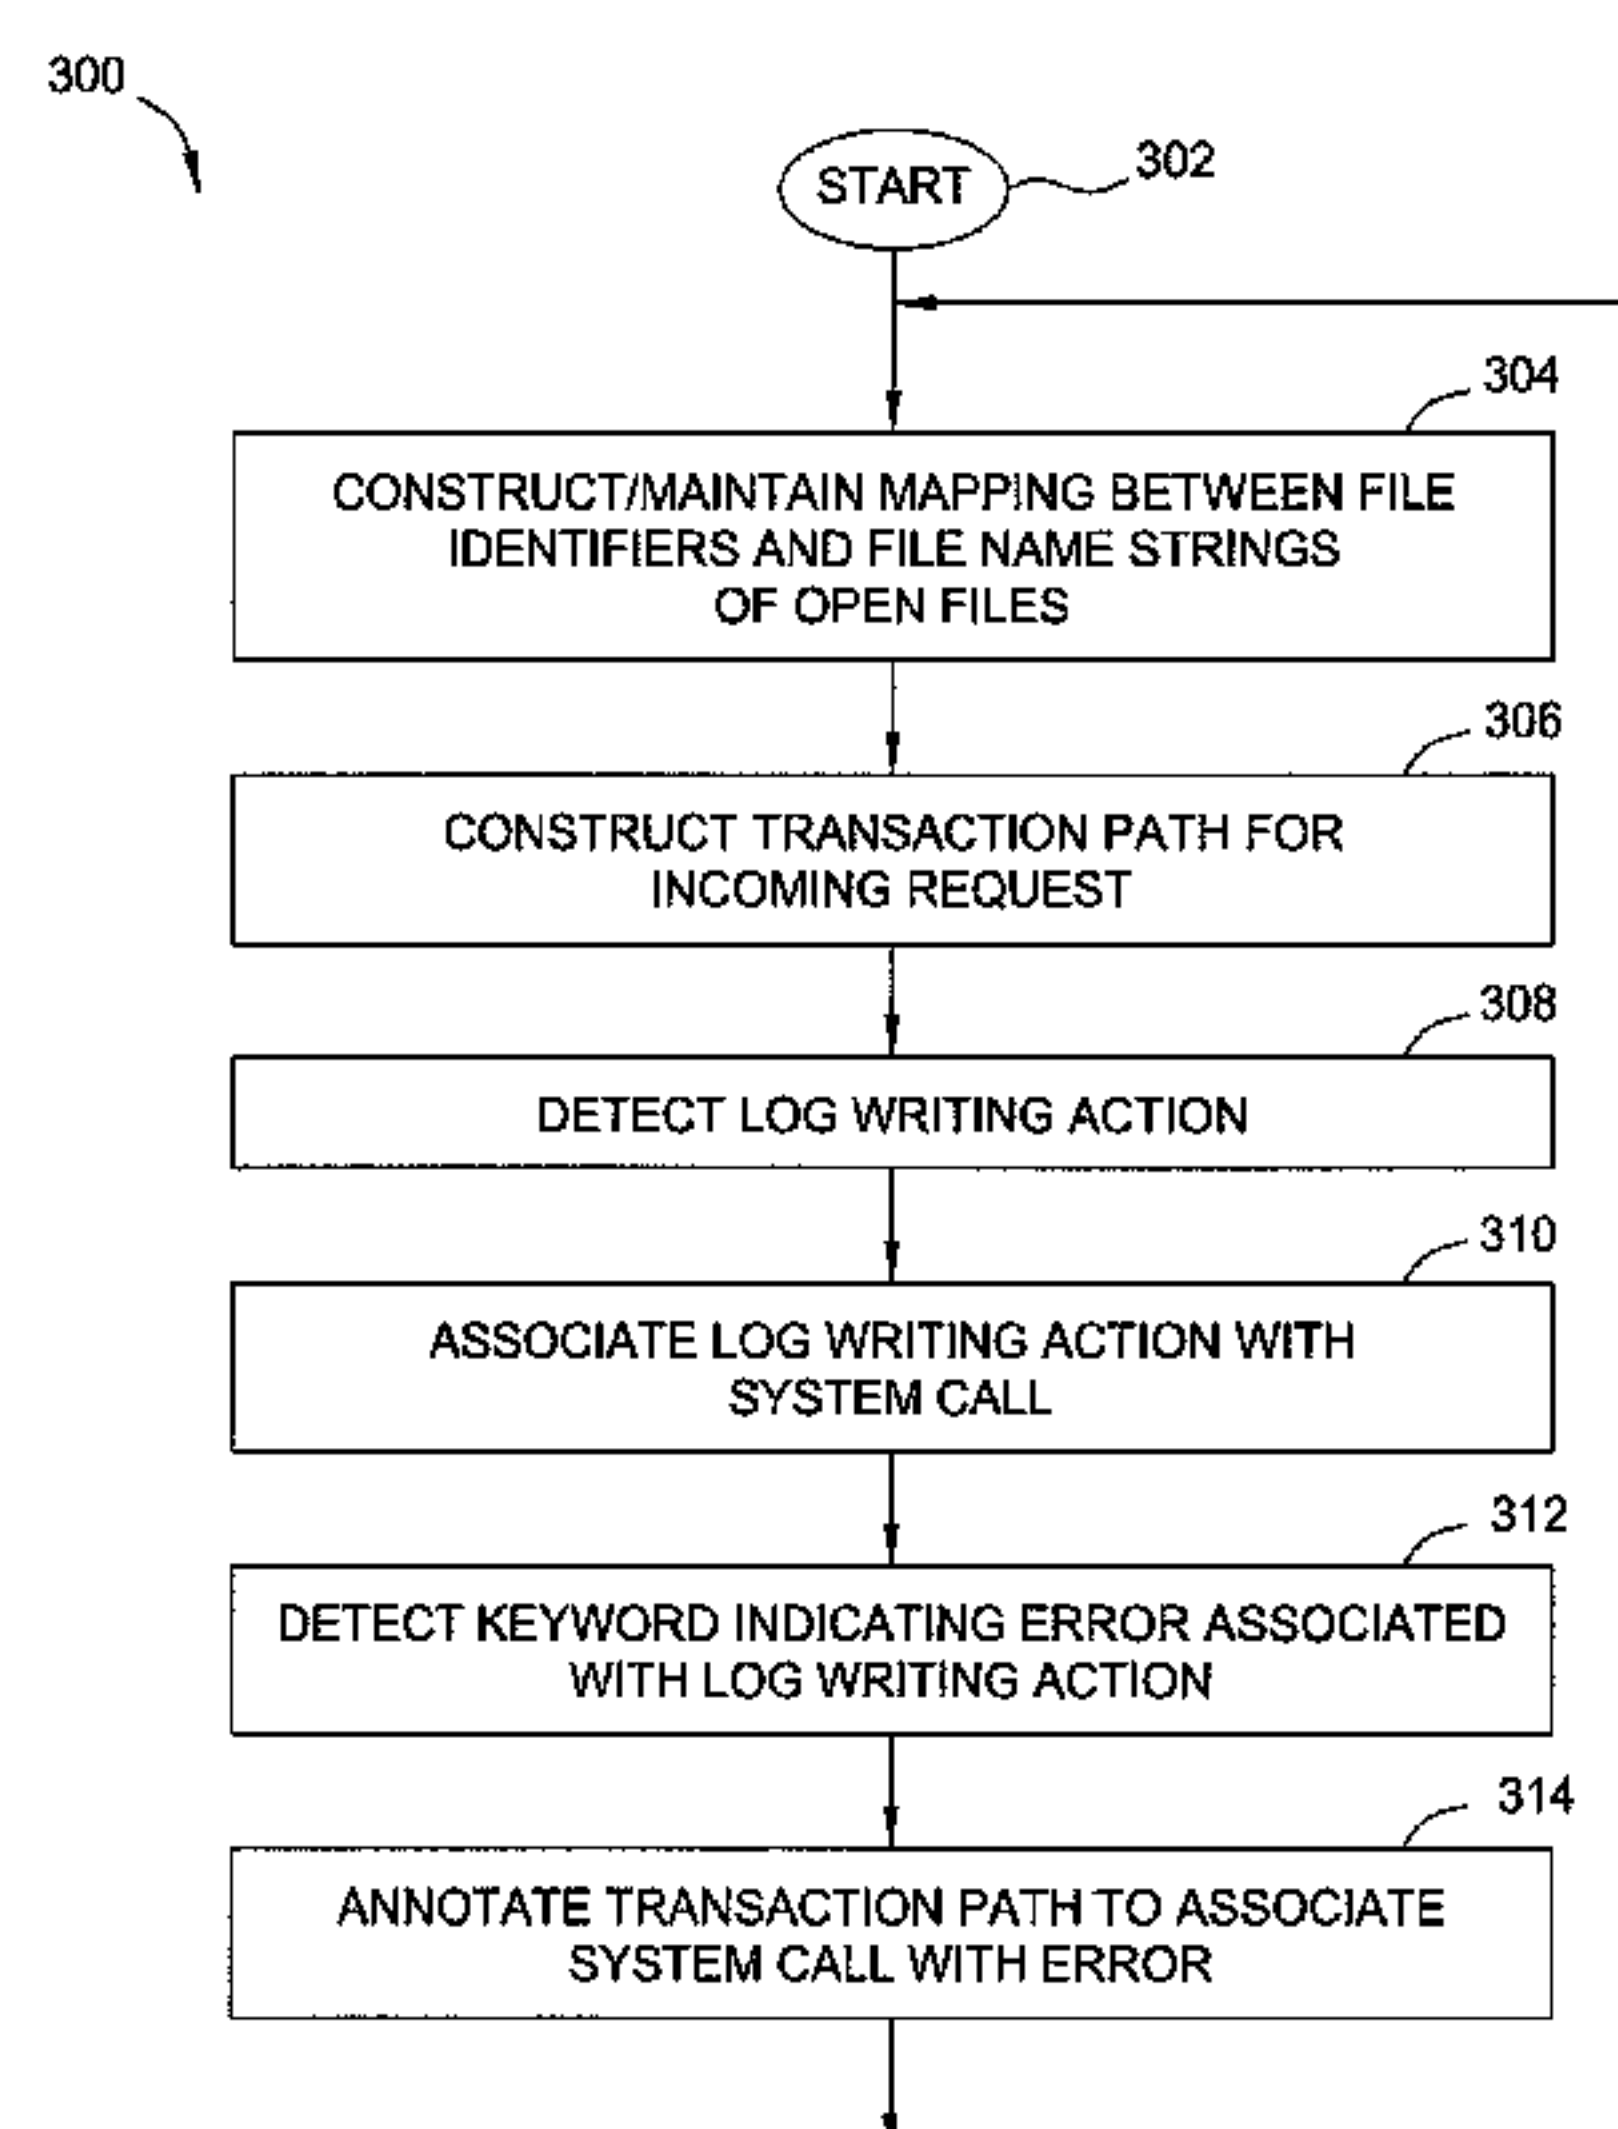 300
START
302
304
CONSTRUCT/MAINTAIN MAPPING BETWEEN FILE
IDENTIFIERS AND FILE NAME STRINGS
OF OPEN FILES
306
CONSTRUCT TRANSACTION PATH FOR
INCOMING REQUEST
308
DETECT LOG WRITING ACTION
310
ASSOCIATE LOG WRITING ACTION WITH
SYSTEM CALL
312
DETECT KEYWORD INDICATING ERROR ASSOCIATED
WITH LOG WRITING ACTION
314
ANNOTATE TRANSACTION PATH TO ASSOCIATE
SYSTEM CALL WITH ERROR